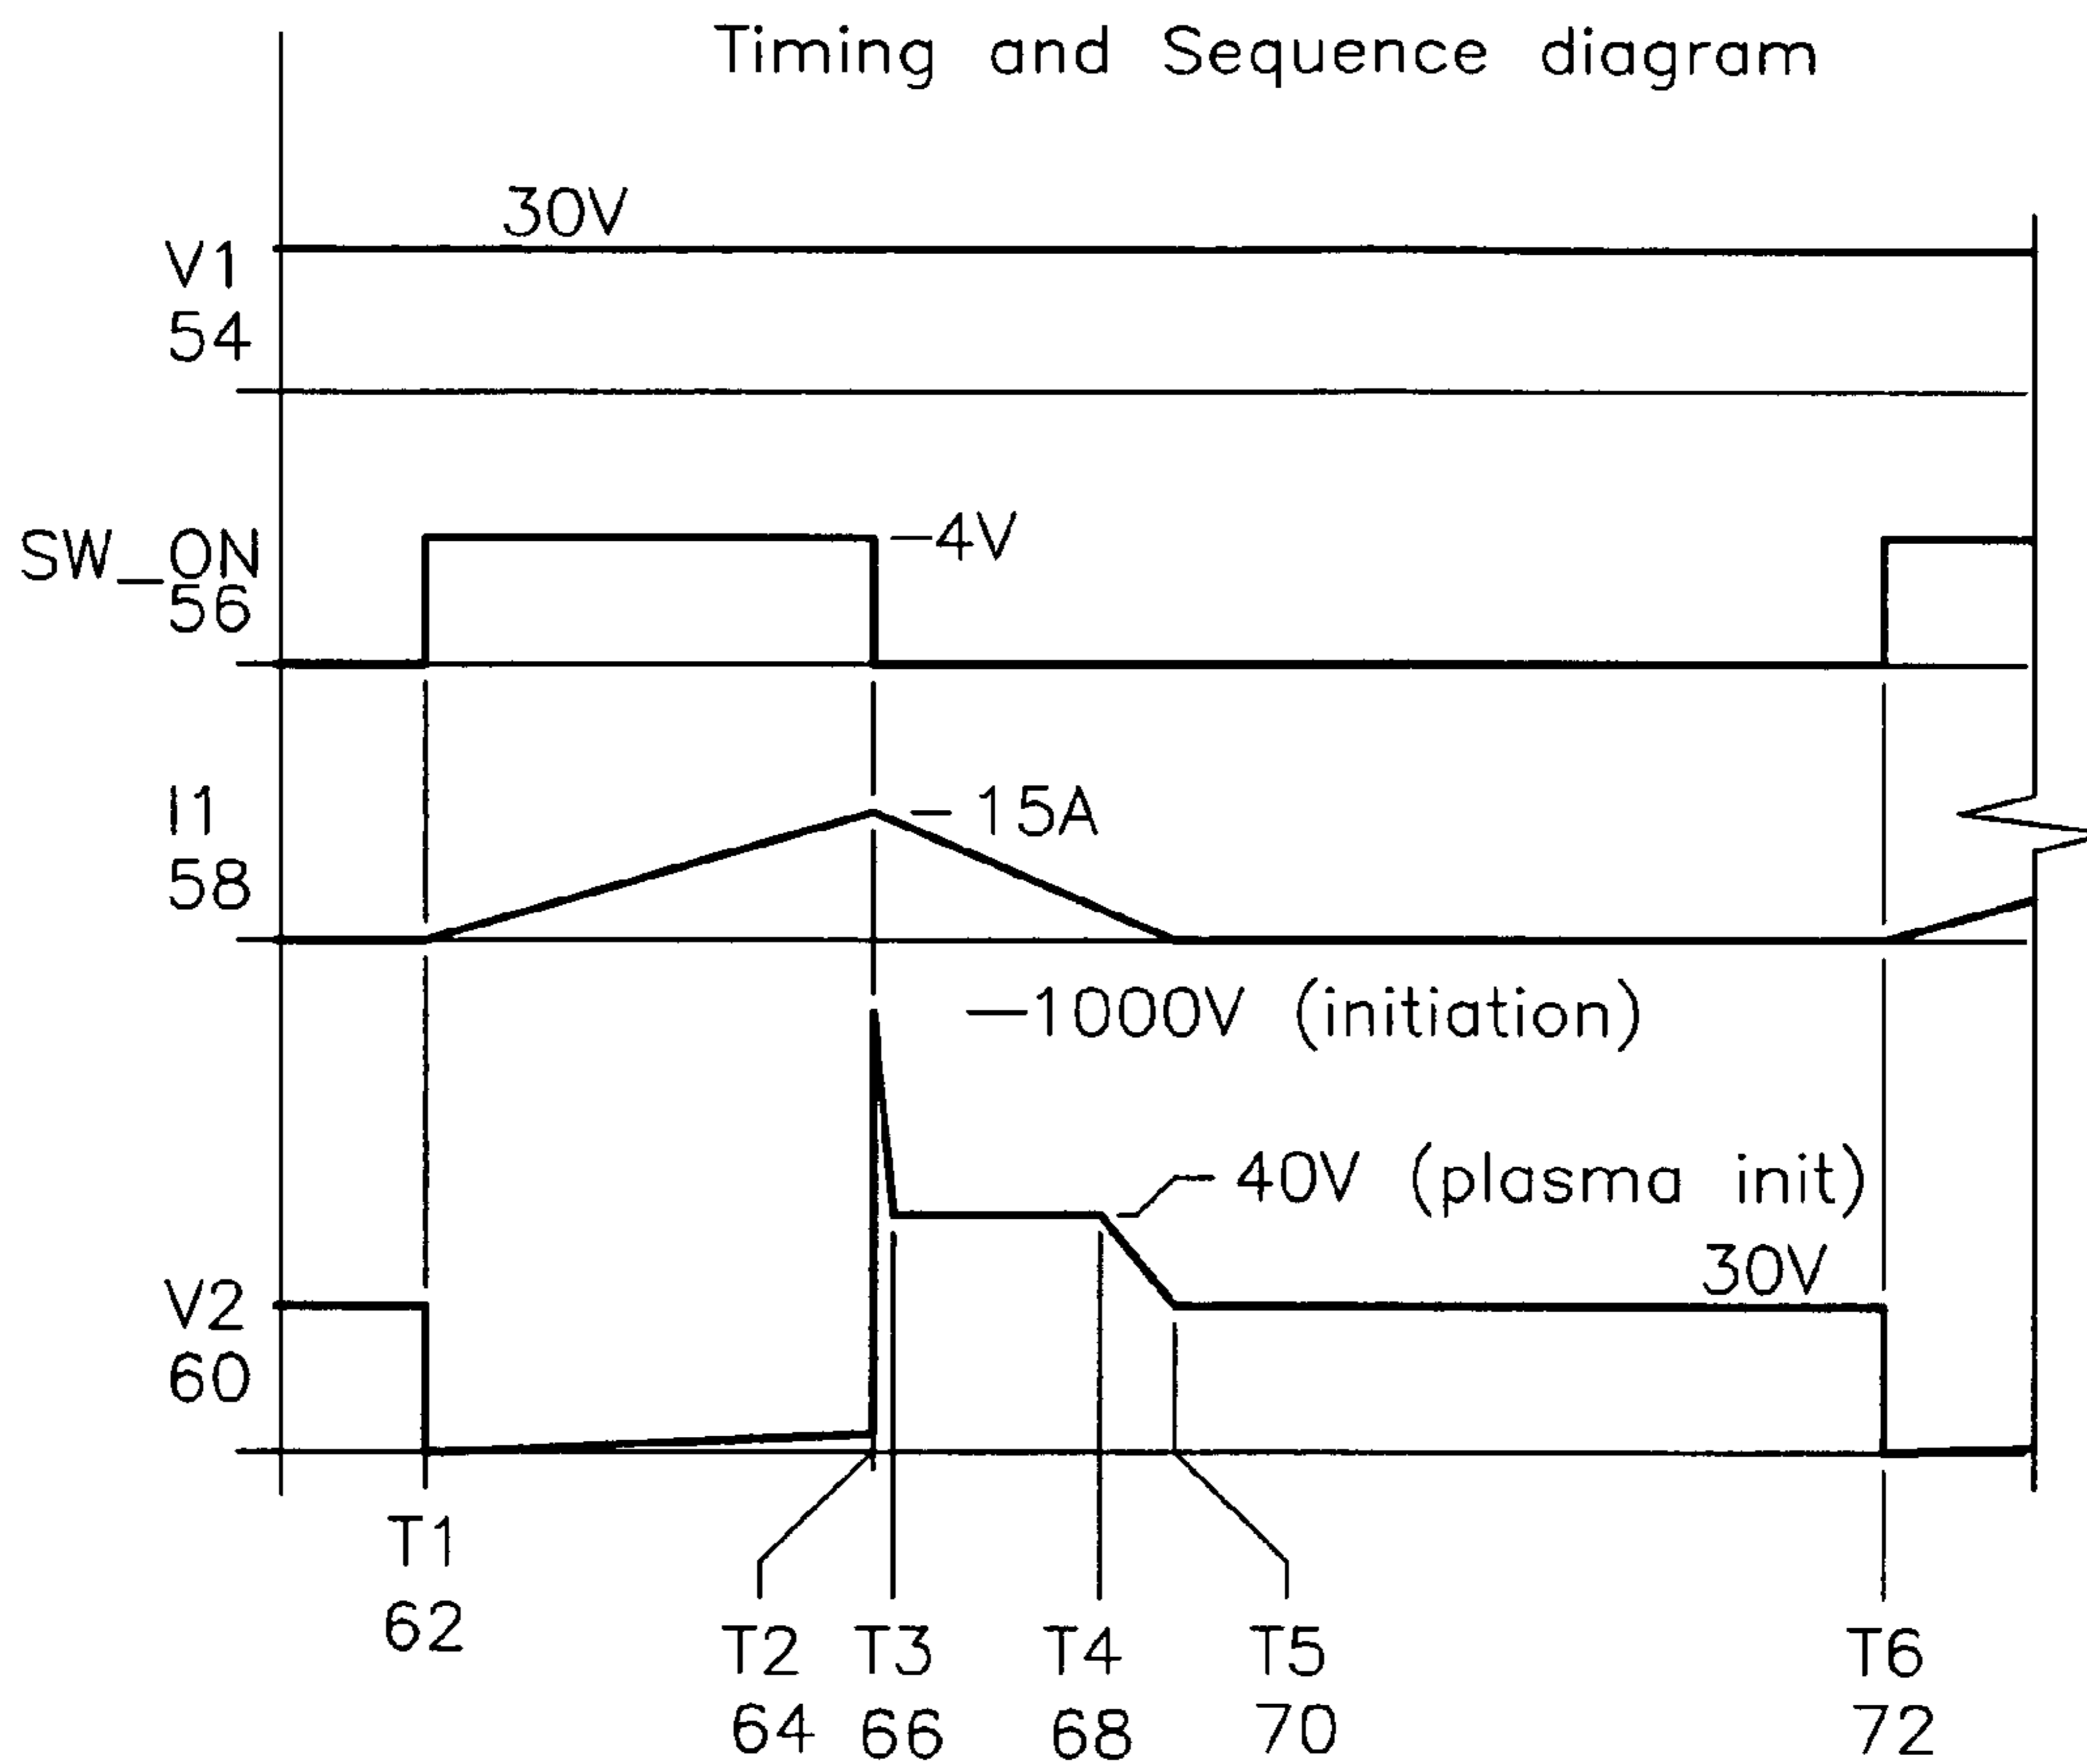 Timing and Sequence diagram
30V
V1
54
SW_ON
56
-4V
I1
58
-15A
-1000V (initiation)
40V (plasma init)
30V
V2
60
T1
62
T2
64
T3
66
T4
68
T5
70
T6
72